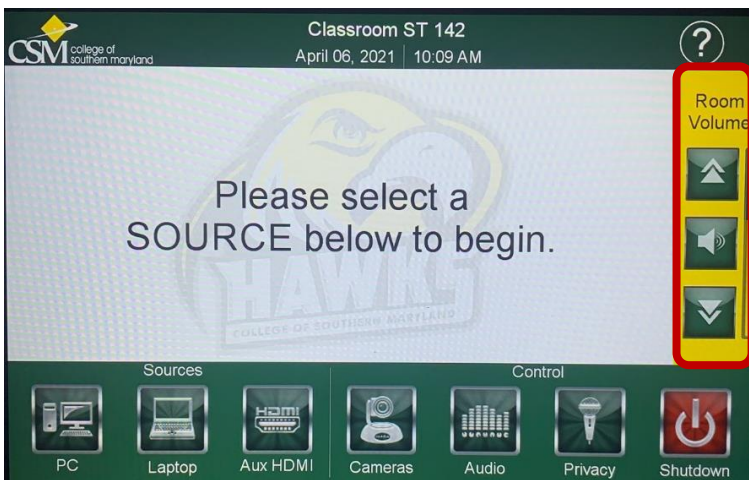 Classroom ST 142
CSM college of
southern maryland
April 06, 2021 10:09 AM
?
Room
Volume
Please select a
SOURCE below to begin.
HAWKS
COLLEGE OF SOUTHERN MARYLAND
Sources
Control
HDMI
PC
Laptop
Aux HDMI
Cameras
Audio
Privacy
Shutdown